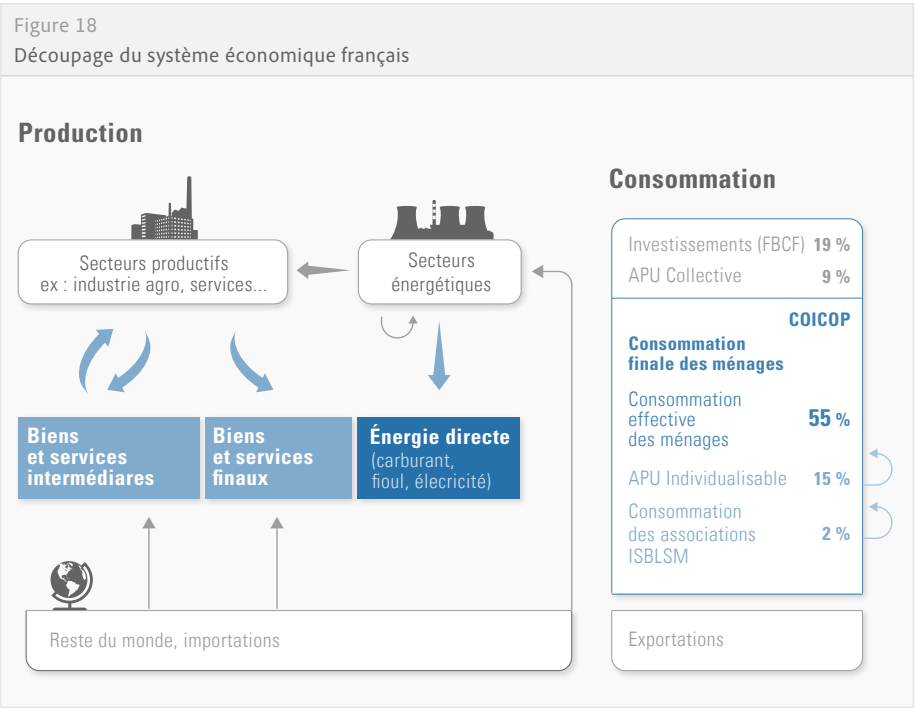 Figure 18
Découpage du système économique français
Production
Secteurs productifs
ex : industrie agro, services...
Secteurs
énergétiques
Biens
et services
intermédiaires
Biens
et services
finaux
Énergie directe
(carburant,
fioul, élecricité)
Reste du monde, importations
Consommation
Investissements (FBCF) 19 %
APU Collective 9 %
COICOP
Consommation
finale des ménages
Consommation
effective
des ménages 55 %
APU Individualisable 15 %
Consommation
des associations
ISBLSM 2 %
Exportations